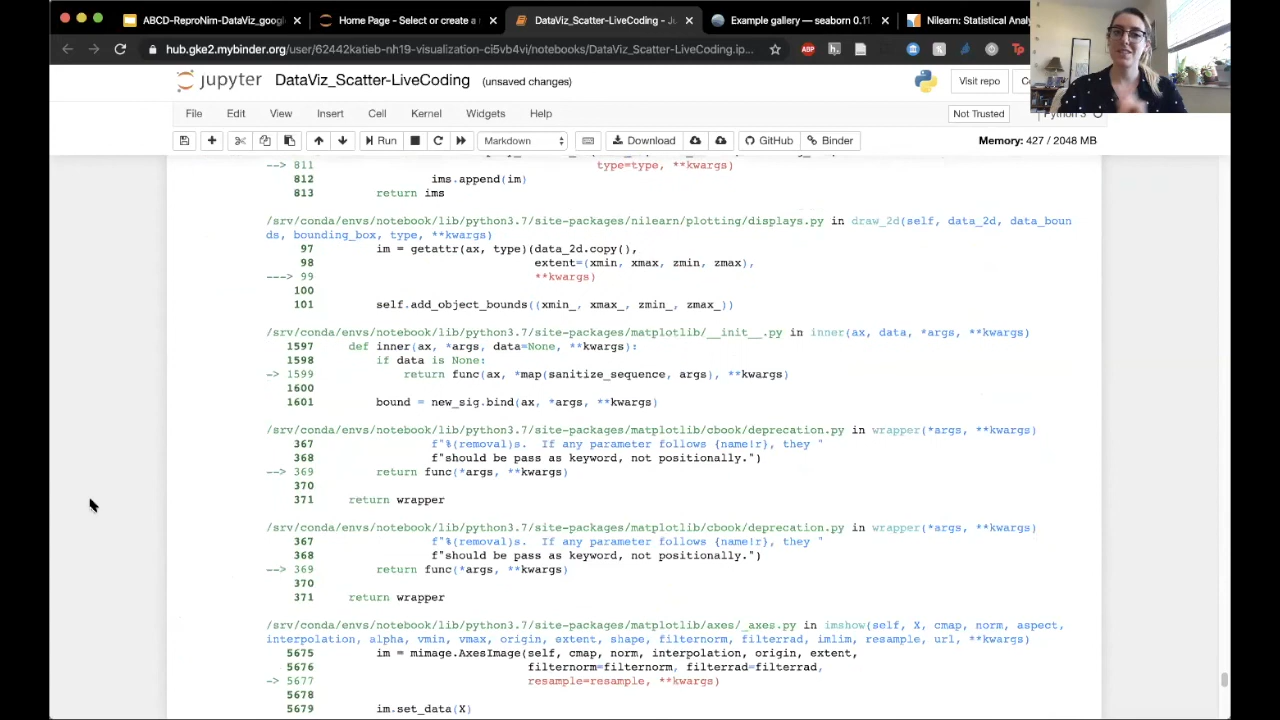 ABCD-ReproNim-DataViz_goog
Home Page - Select or create a
DataViz_Scatter-LiveCoding - Ju
Example gallery — seaborn 0.11.
Nilearn: Statistical Analy
hub.gke2.mybinder.org/user/62442katieb-nh19-visualization-ci5vb4vi/notebooks/DataViz_Scatter-LiveCoding.ip...
jupyter DataViz_Scatter-LiveCoding (unsaved changes)
Visit repo
File Edit View Insert Cell Kernel Widgets Help
Not Trusted
Run Markdown Download GitHub Binder Memory: 427 / 2048 MB
--> 811 type=type, **kwargs)
812 ims.append(im)
813 return ims
/srv/conda/envs/notebook/lib/python3.7/site-packages/nilearn/plotting/displays.py in draw_2d(self, data_2d, data_boun
ds, bounding_box, type, **kwargs)
97 im = getattr(ax, type)(data_2d.copy(),
98 extent=(xmin, xmax, zmin, zmax),
---> 99 **kwargs)
100
101 self.add_object_bounds((xmin_, xmax_, zmin_, zmax_))
/srv/conda/envs/notebook/lib/python3.7/site-packages/matplotlib/__init__.py in inner(ax, data, *args, **kwargs)
1597 def inner(ax, *args, data=None, **kwargs):
1598 if data is None:
-> 1599 return func(ax, *map(sanitize_sequence, args), **kwargs)
1600
1601 bound = new_sig.bind(ax, *args, **kwargs)
/srv/conda/envs/notebook/lib/python3.7/site-packages/matplotlib/cbook/deprecation.py in wrapper(*args, **kwargs)
367 f"%(removal)s. If any parameter follows {name!r}, they "
368 f"should be pass as keyword, not positionally.")
--> 369 return func(*args, **kwargs)
370
371 return wrapper
/srv/conda/envs/notebook/lib/python3.7/site-packages/matplotlib/cbook/deprecation.py in wrapper(*args, **kwargs)
367 f"%(removal)s. If any parameter follows {name!r}, they "
368 f"should be pass as keyword, not positionally.")
--> 369 return func(*args, **kwargs)
370
371 return wrapper
/srv/conda/envs/notebook/lib/python3.7/site-packages/matplotlib/axes/_axes.py in imshow(self, X, cmap, norm, aspect,
interpolation, alpha, vmin, vmax, origin, extent, shape, filternorm, filterrad, imlim, resample, url, **kwargs)
5675 im = mimage.AxesImage(self, cmap, norm, interpolation, origin, extent,
5676 filternorm=filternorm, filterrad=filterrad,
-> 5677 resample=resample, **kwargs)
5678
5679 im.set_data(X)